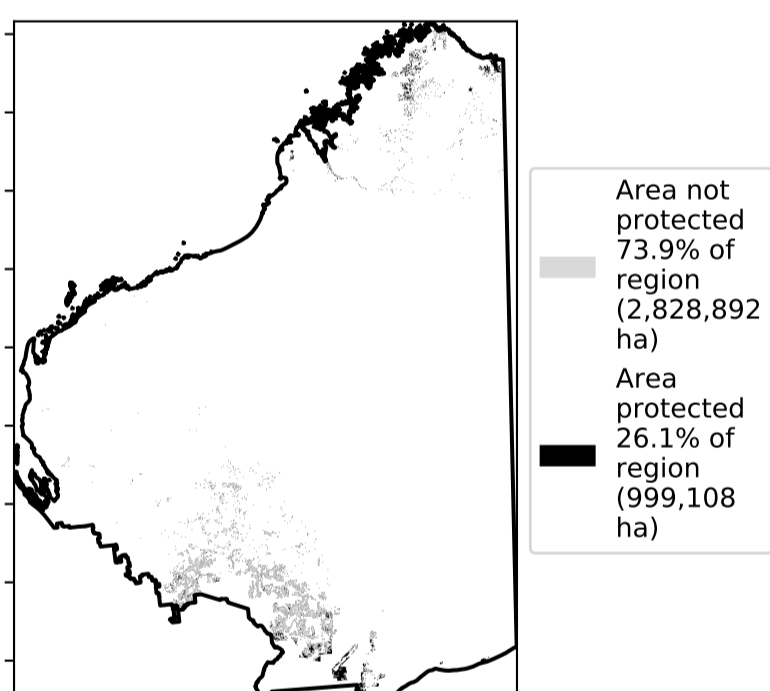 Area not
protected
73.9% of
region
(2,828,892
ha)
Area
protected
26.1% of
region
(999,108
ha)